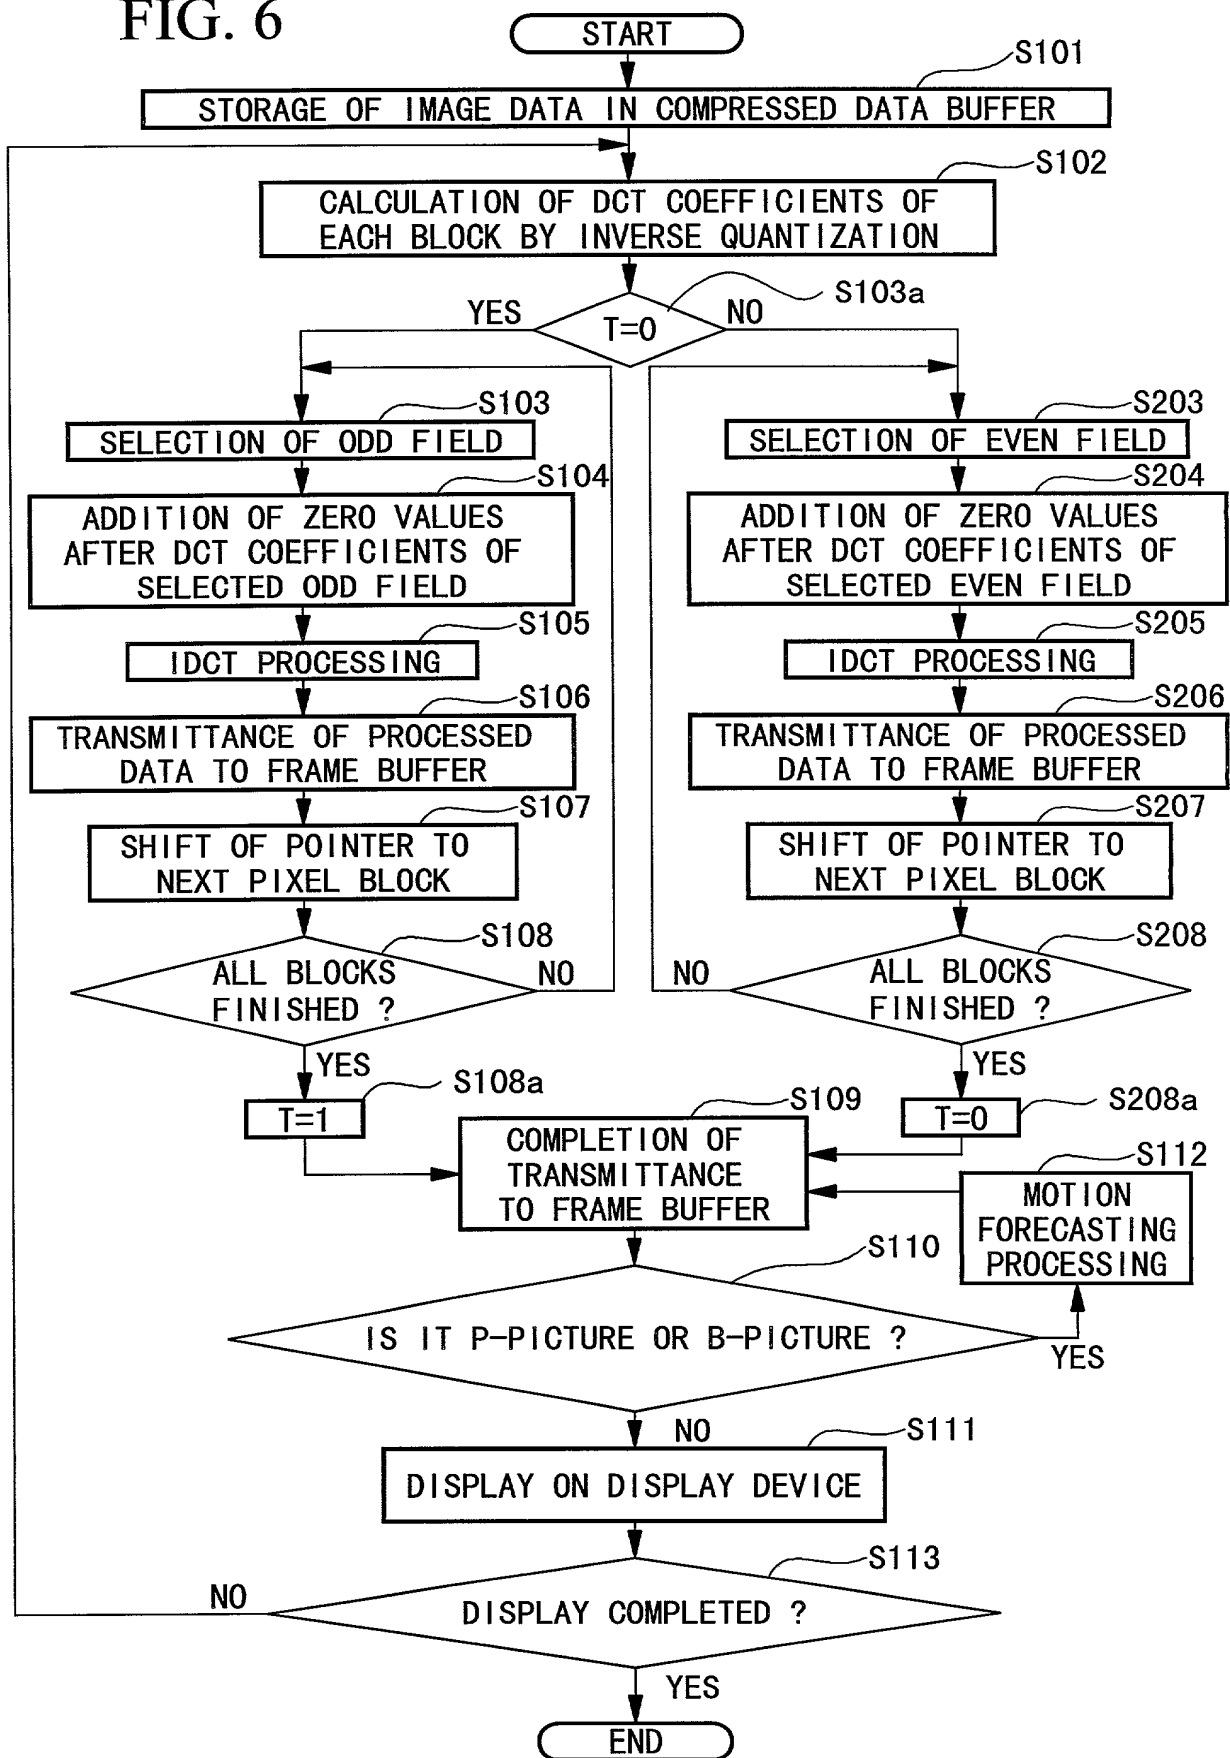 FIG. 6
START
S101
STORAGE OF IMAGE DATA IN COMPRESSED DATA BUFFER
S102
CALCULATION OF DCT COEFFICIENTS OF
EACH BLOCK BY INVERSE QUANTIZATION
S103a
YES
T=0
NO
S103
SELECTION OF ODD FIELD
S104
ADDITION OF ZERO VALUES
AFTER DCT COEFFICIENTS OF
SELECTED ODD FIELD
S105
IDCT PROCESSING
S106
TRANSMITTANCE OF PROCESSED
DATA TO FRAME BUFFER
S107
SHIFT OF POINTER TO
NEXT PIXEL BLOCK
S108
ALL BLOCKS
FINISHED ?
NO
YES
S108a
T=1
S203
SELECTION OF EVEN FIELD
S204
ADDITION OF ZERO VALUES
AFTER DCT COEFFICIENTS OF
SELECTED EVEN FIELD
S205
IDCT PROCESSING
S206
TRANSMITTANCE OF PROCESSED
DATA TO FRAME BUFFER
S207
SHIFT OF POINTER TO
NEXT PIXEL BLOCK
S208
NO
ALL BLOCKS
FINISHED ?
YES
T=0
S208a
S109
COMPLETION OF
TRANSMITTANCE
TO FRAME BUFFER
S112
MOTION
FORECASTING
PROCESSING
S110
IS IT P-PICTURE OR B-PICTURE ?
YES
NO
S111
DISPLAY ON DISPLAY DEVICE
S113
NO
DISPLAY COMPLETED ?
YES
END